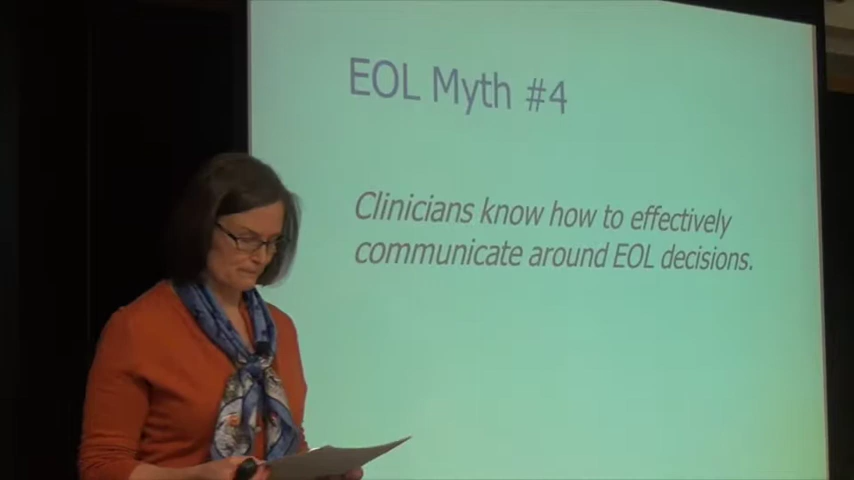 EOL Myth #4
Clinicians know how to effectively
communicate around EOL decisions.